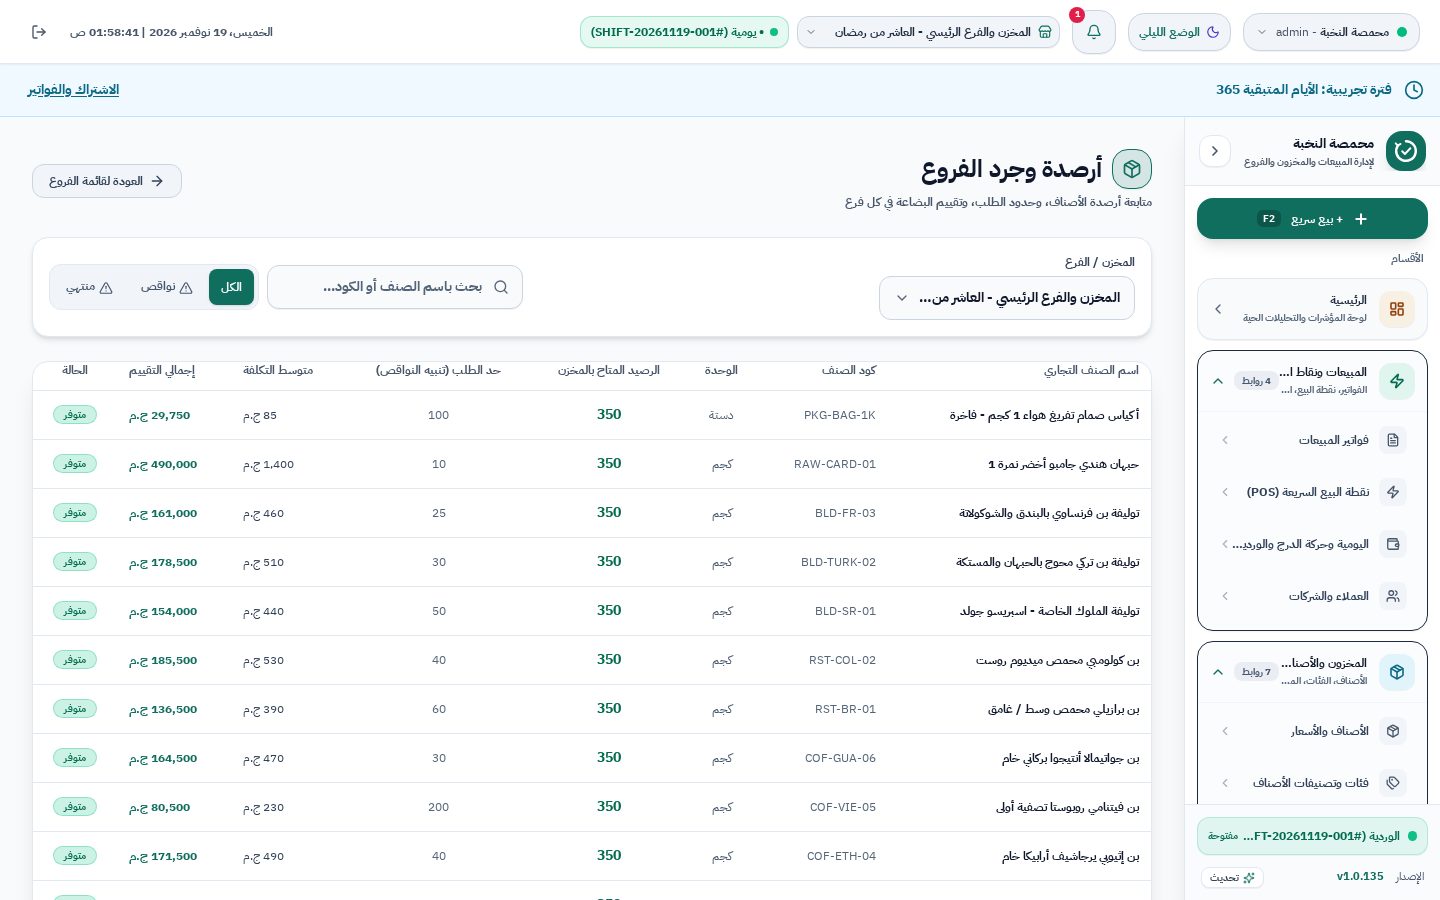 محمصة النخبة - admin
الوضع الليلي
1
المخزن والفرع الرئيسي - العاشر من رمضان
• يومية (#SHIFT-20261119-001)
الخميس، 19 نوفمبر 2026 | 01:58:41 ص
فترة تجريبية: الأيام المتبقية 365
الاشتراك والفواتير
محمصة النخبة
لإدارة المبيعات والمخزون والفروع
+ بيع سريع F2
الأقسام
الرئيسية
لوحة المؤشرات والتحليلات الحية
المبيعات ونقاط ا...
4 روابط
الفواتير، نقطة البيع، ا...
فواتير المبيعات
نقطة البيع السريعة (POS)
اليومية وحركة الدرج والورديـ...
العملاء والشركات
المخزون والأصنا...
7 روابط
الأصناف، الفئات، المـ...
الأصناف والأسعار
فئات وتصنيفات الأصناف
الوردية (#FT-20261119-001... مفتوحة
الإصدار v1.0.135
تحديث
أرصدة وجرد الفروع
متابعة أرصدة الأصناف، وحدود الطلب، وتقييم البضاعة في كل فرع
العودة لقائمة الفروع
المخزن / الفرع
المخزن والفرع الرئيسي - العاشر من...
بحث باسم الصنف أو الكود...
الكل نواقص منتهي
اسم الصنف التجاري كود الصنف الوحدة الرصيد المتاح بالمخزن حد الطلب (تنبيه النواقص) متوسط التكلفة إجمالي التقييم الحالة
أكياس صمام تفريغ هواء 1 كجم - فاخرة PKG-BAG-1K دستة 350 100 85 ج.م 29,750 ج.م متوفر
حبهان هندي جامبو أخضر نمرة 1 RAW-CARD-01 كجم 350 10 1,400 ج.م 490,000 ج.م متوفر
توليفة بن فرنساوي بالبندق والشوكولاتة BLD-FR-03 كجم 350 25 460 ج.م 161,000 ج.م متوفر
توليفة بن تركي محوج بالحبهان والمستكة BLD-TURK-02 كجم 350 30 510 ج.م 178,500 ج.م متوفر
توليفة الملوك الخاصة - اسبريسو جولد BLD-SR-01 كجم 350 50 440 ج.م 154,000 ج.م متوفر
بن كولومبي محمص ميديوم روست RST-COL-02 كجم 350 40 530 ج.م 185,500 ج.م متوفر
بن برازيلي محمص وسط / غامق RST-BR-01 كجم 350 60 390 ج.م 136,500 ج.م متوفر
بن جواتيمالا أنتيجوا بركاني خام COF-GUA-06 كجم 350 30 470 ج.م 164,500 ج.م متوفر
بن فيتنامي روبوستا تصفية أولى COF-VIE-05 كجم 350 200 230 ج.م 80,500 ج.م متوفر
بن إثيوبي يرجاشيف أرابيكا خام COF-ETH-04 كجم 350 40 490 ج.م 171,500 ج.م متوفر